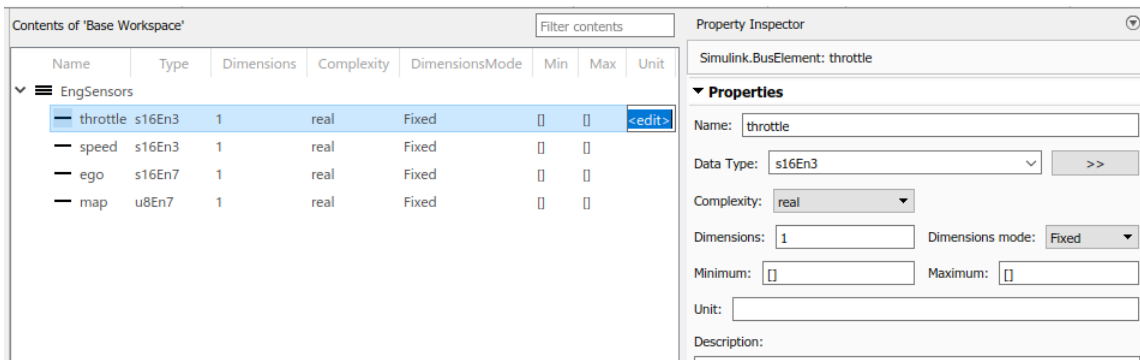 Contents of 'Base Workspace' Filter contents
Name Type Dimensions Complexity DimensionsMode Min Max Unit
EngSensors
throttle s16En3 1 real Fixed [] [] <edit>
speed s16En3 1 real Fixed [] []
ego s16En7 1 real Fixed [] []
map u8En7 1 real Fixed [] []
Property Inspector
Simulink.BusElement: throttle
Properties
Name: throttle
Data Type: s16En3 >>
Complexity: real
Dimensions: 1 Dimensions mode: Fixed
Minimum: [] Maximum: []
Unit:
Description: